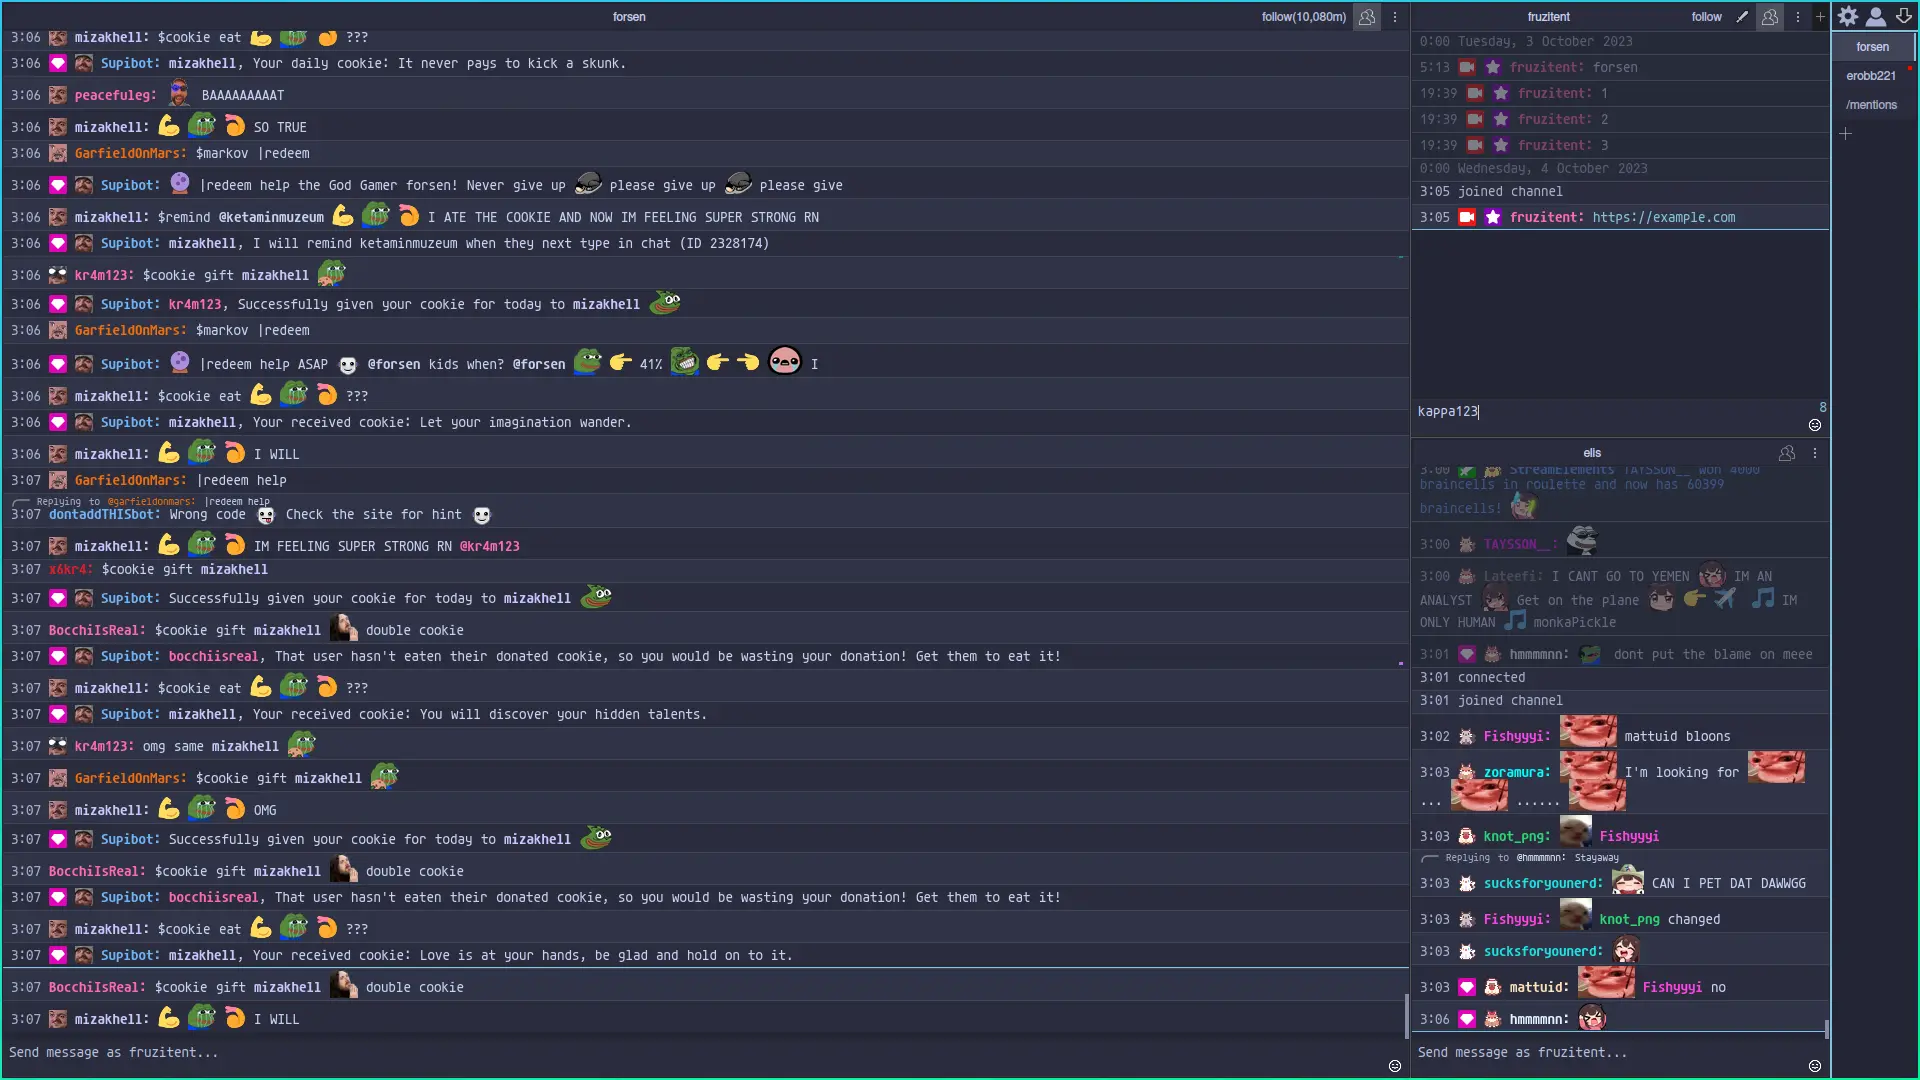 forsen
follow(10,080m)
3:06 mizakhell: $cookie eat ???
3:06 Supibot: mizakhell, Your daily cookie: It never pays to kick a skunk.
3:06 peacefuleg: BAAAAAAAAT
3:06 mizakhell: SO TRUE
3:06 GarfieldOnMars: $markov |redeem
3:06 Supibot: |redeem help the God Gamer forsen! Never give up please give up please give
3:06 mizakhell: $remind @ketaminmuzeum I ATE THE COOKIE AND NOW IM FEELING SUPER STRONG RN
3:06 Supibot: mizakhell, I will remind ketaminmuzeum when they next type in chat (ID 2328174)
3:06 kr4m123: $cookie gift mizakhell
3:06 Supibot: kr4m123, Successfully given your cookie for today to mizakhell
3:06 GarfieldOnMars: $markov |redeem
3:06 Supibot: |redeem help ASAP @forsen kids when? @forsen 41% I
3:06 mizakhell: $cookie eat ???
3:06 Supibot: mizakhell, Your received cookie: Let your imagination wander.
3:06 mizakhell: I WILL
3:07 GarfieldOnMars: |redeem help
Replying to @garfieldonmars: |redeem help
3:07 dontaddTHISbot: Wrong code Check the site for hint
3:07 mizakhell: IM FEELING SUPER STRONG RN @kr4m123
3:07 x6kr4: $cookie gift mizakhell
3:07 Supibot: Successfully given your cookie for today to mizakhell
3:07 BocchiIsReal: $cookie gift mizakhell double cookie
3:07 Supibot: bocchiisreal, That user hasn't eaten their donated cookie, so you would be wasting your donation! Get them to eat it!
3:07 mizakhell: $cookie eat ???
3:07 Supibot: mizakhell, Your received cookie: You will discover your hidden talents.
3:07 kr4m123: omg same mizakhell
3:07 GarfieldOnMars: $cookie gift mizakhell
3:07 mizakhell: OMG
3:07 Supibot: Successfully given your cookie for today to mizakhell
3:07 BocchiIsReal: $cookie gift mizakhell double cookie
3:07 Supibot: bocchiisreal, That user hasn't eaten their donated cookie, so you would be wasting your donation! Get them to eat it!
3:07 mizakhell: $cookie eat ???
3:07 Supibot: mizakhell, Your received cookie: Love is at your hands, be glad and hold on to it.
3:07 BocchiIsReal: $cookie gift mizakhell double cookie
3:07 mizakhell: I WILL
Send message as fruzitent...
fruzitent
follow
0:00 Tuesday, 3 October 2023
5:13 fruzitent: forsen
19:39 fruzitent: 1
19:39 fruzitent: 2
19:39 fruzitent: 3
0:00 Wednesday, 4 October 2023
3:05 joined channel
3:05 fruzitent: https://example.com
kappa123
8
elis
3:00 StreamElements TAYSSON__ won 4000
braincells in roulette and now has 60399
braincells!
3:00 TAYSSON__:
3:00 Lateefi: I CANT GO TO YEMEN IM AN
ANALYST Get on the plane IM
ONLY HUMAN monkaPickle
3:01 hmmmmnn: dont put the blame on meee
3:01 connected
3:01 joined channel
3:02 Fishyyyi: mattuid bloons
3:03 zoramura: I'm looking for
... ......
3:03 knot_png: Fishyyyi
Replying to @hmmmmnn: Stayaway
3:03 sucksforyounerd: CAN I PET DAT DAWWGG
3:03 Fishyyyi: knot_png changed
3:03 sucksforyounerd:
3:03 mattuid: Fishyyyi no
3:06 hmmmmnn:
Send message as fruzitent...
forsen
erobb221
/mentions